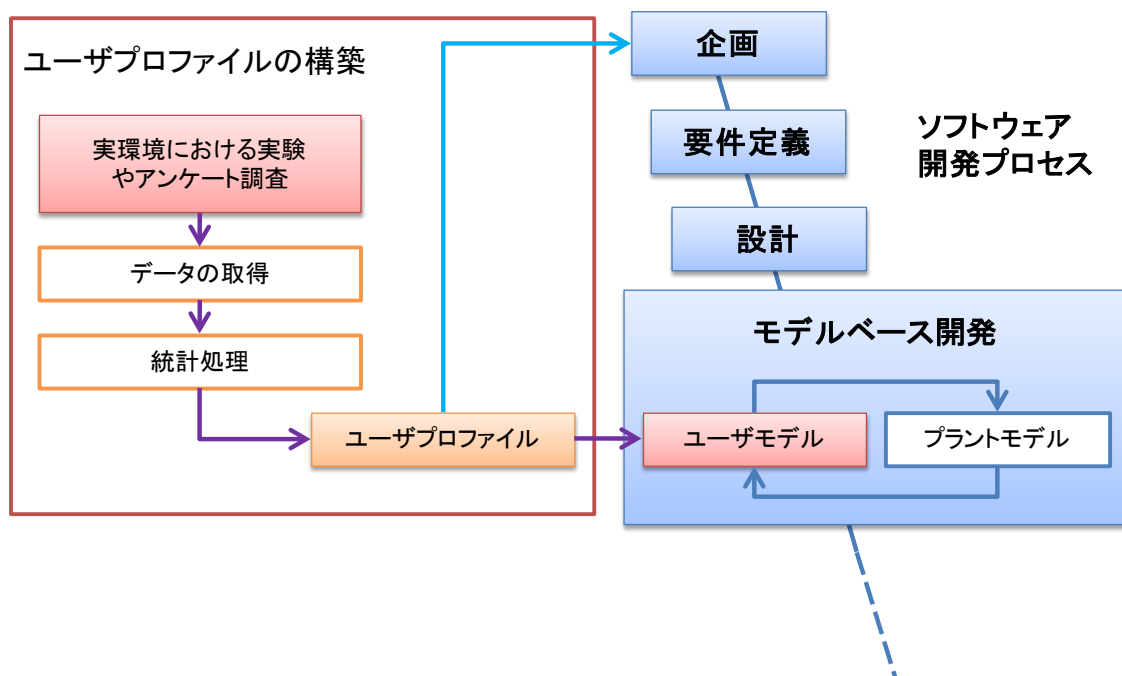 ユーザプロファイルの構築
実環境における実験
やアンケート調査
データの取得
統計処理
ユーザプロファイル
企画
要件定義
設計
ソフトウェア
開発プロセス
モデルベース開発
ユーザモデル
プラントモデル